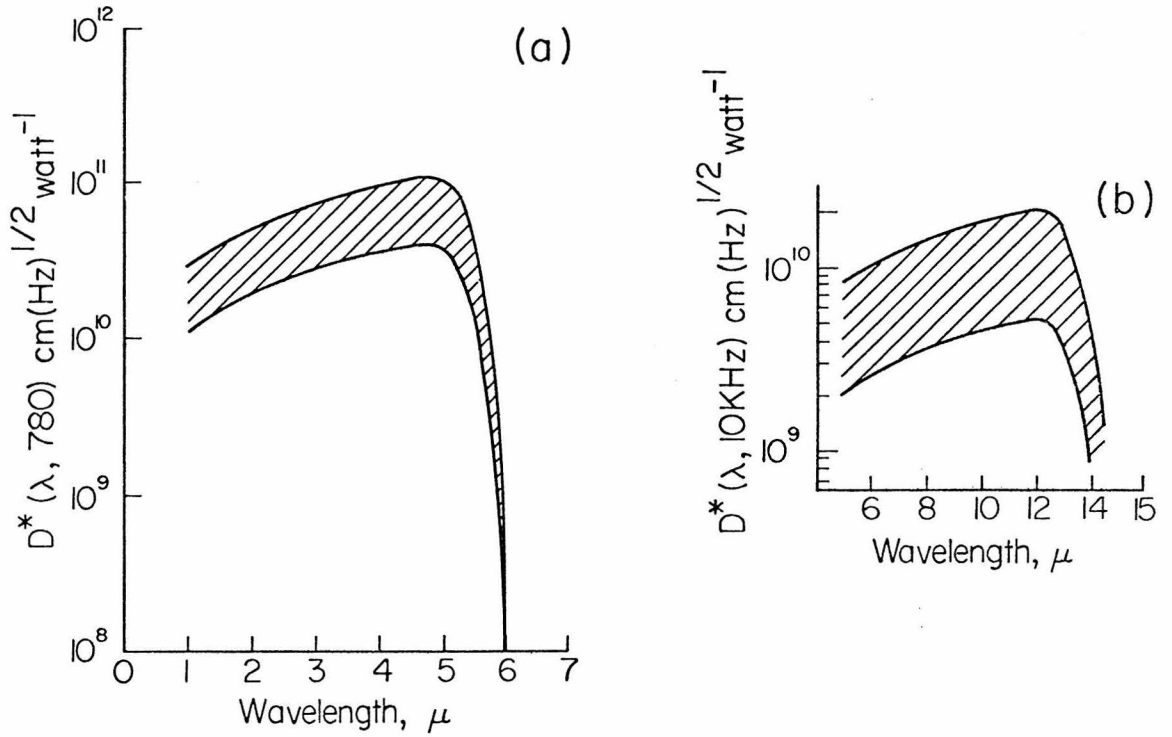 (a)
D* (λ, 780) cm(Hz)^1/2 watt^-1
10^12
10^11
10^10
10^9
10^8
0 1 2 3 4 5 6 7
Wavelength, μ
(b)
D* (λ, 10KHz) cm(Hz)^1/2 watt^-1
10^10
10^9
6 8 10 12 14 15
Wavelength, μ